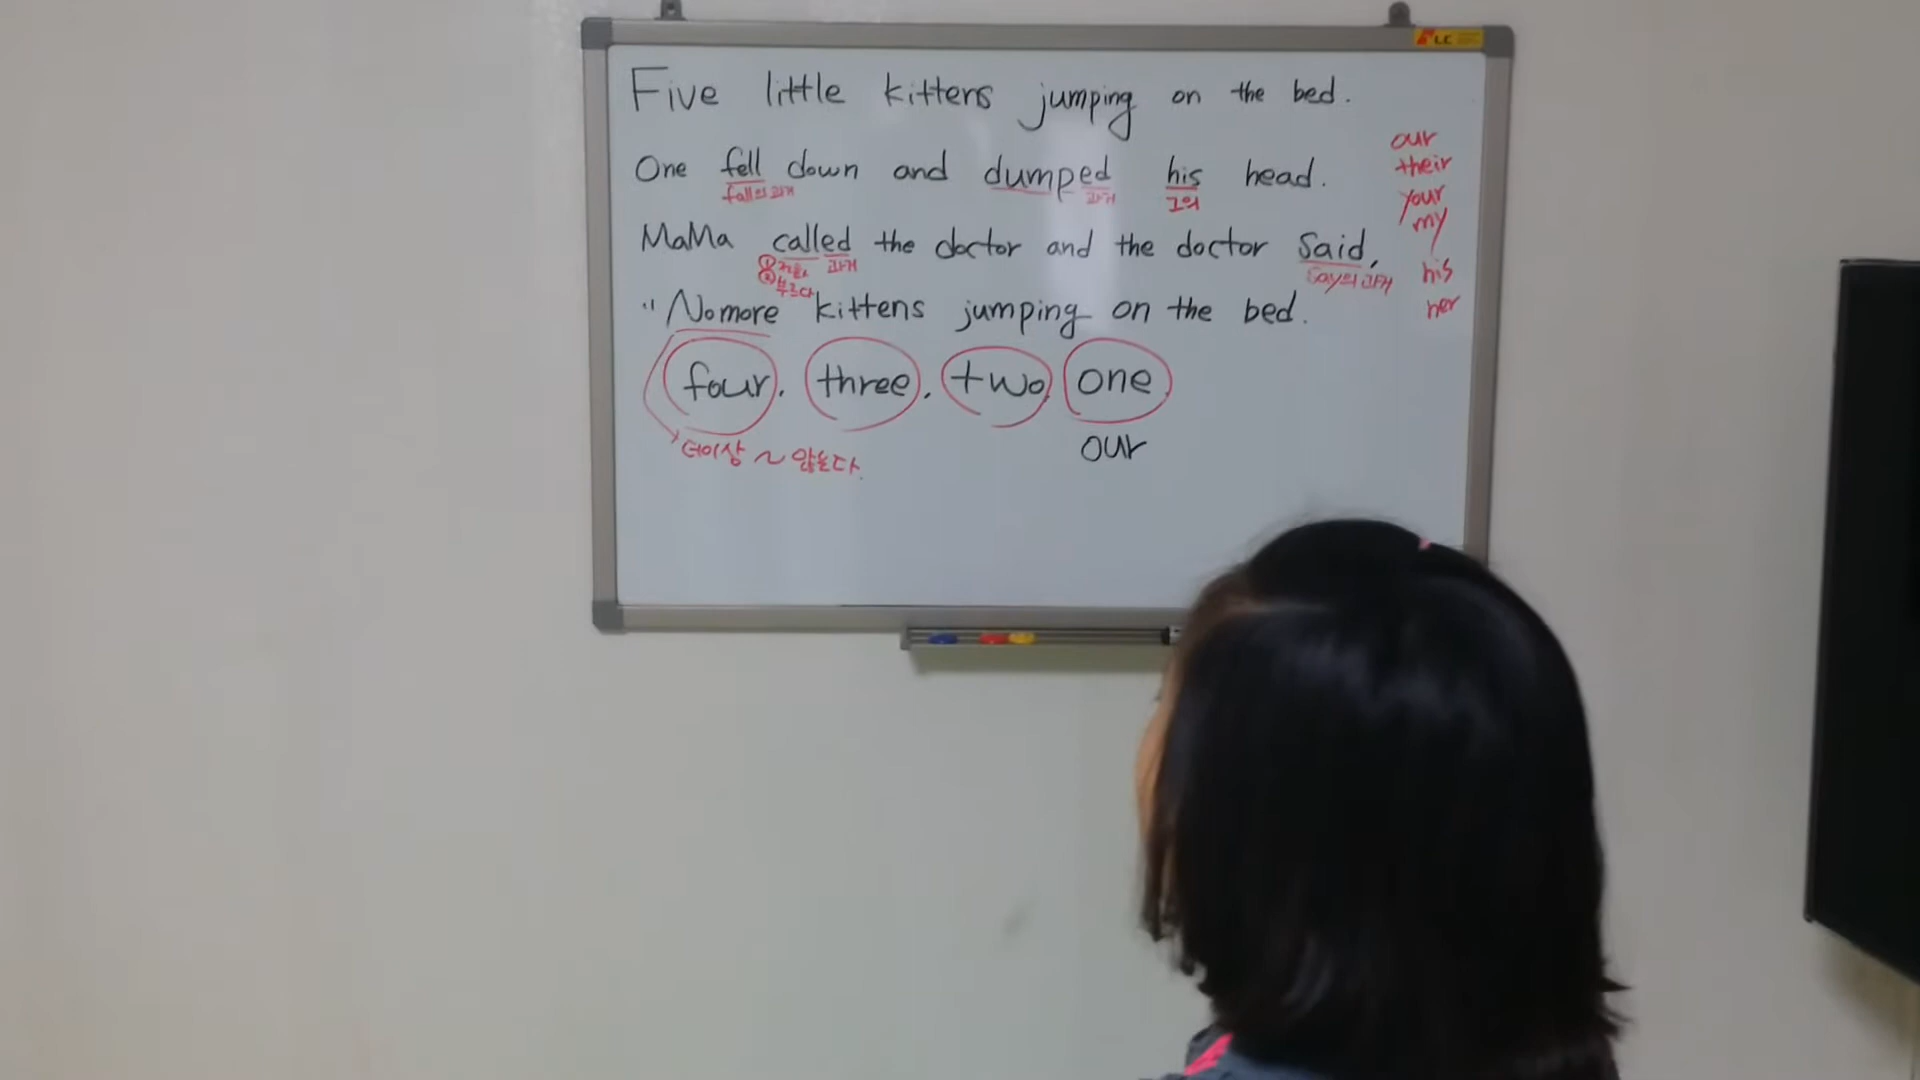 Five little kittens jumping on the bed.
One fell down and dumped his head.
fall의 과거 과거 그의
MaMa called the doctor and the doctor Said,
과거 Say의 과거
② 부르다
"No more kittens jumping on the bed.
four, three, two, one,
더이상 ~ 않는다.
our
our
their
your
my
his
her
LC